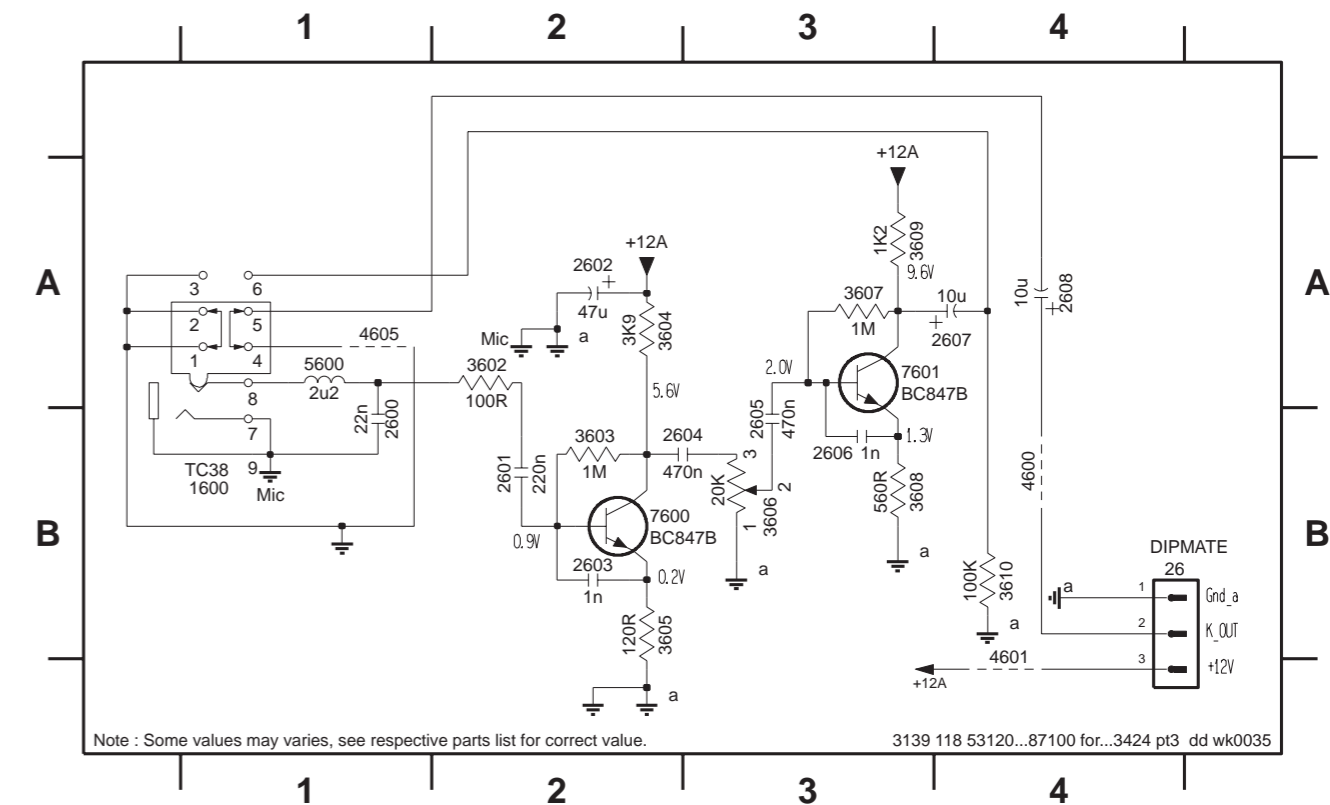 1 2 3 4
+12A
1K2
3609
9.6V
A
A
+12A
2602
+
47u
3K9
3604
Mic
a
3607
1M
10u
+
2607
10u
+
2608
3 6
2 5
1 4
4605
5600
2u2
8
7
22n
2600
3602
100R
5.6V
2.0V
7601
BC847B
2605
470n
2606 1n
1.3V
560R
3608
a
TC38
1600
9
Mic
2601
220n
3603
1M
2604
470n
3
20K
2
1
3606
a
4600
B
B
0.9V
7600
BC847B
2603
1n
0.2V
120R
3605
a
100K
3610
a
DIPMATE
26
a
1 Gnd_a
2 K_OUT
3 +12V
4601
+12A
Note : Some values may varies, see respective parts list for correct value.
3139 118 53120...87100 for...3424 pt3 dd wk0035
1 2 3 4